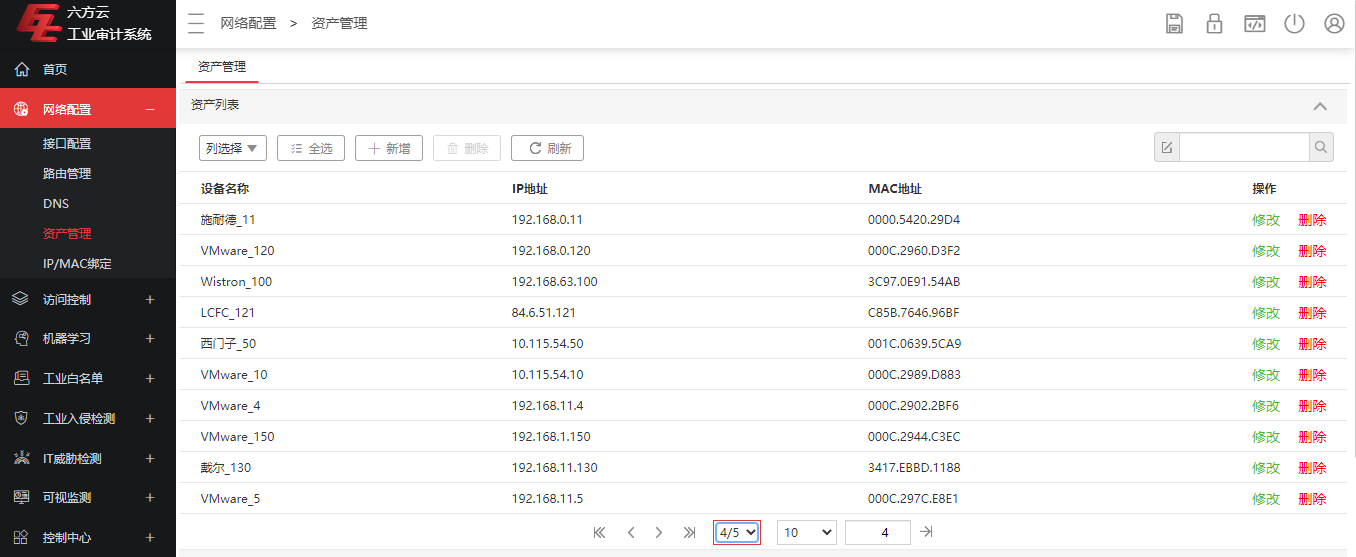 六方云
工业审计系统
网络配置 > 资产管理
首页
网络配置 −
接口配置
路由管理
DNS
资产管理
IP/MAC绑定
访问控制 +
机器学习 +
工业白名单 +
工业入侵检测 +
IT威胁检测 +
可视监测 +
控制中心 +
资产管理
资产列表
列选择 ▼ 全选 新增 删除 刷新
设备名称 IP地址 MAC地址 操作
施耐德_11 192.168.0.11 0000.5420.29D4 修改 删除
VMware_120 192.168.0.120 000C.2960.D3F2 修改 删除
Wistron_100 192.168.63.100 3C97.0E91.54AB 修改 删除
LCFC_121 84.6.51.121 C85B.7646.96BF 修改 删除
西门子_50 10.115.54.50 001C.0639.5CA9 修改 删除
VMware_10 10.115.54.10 000C.2989.D883 修改 删除
VMware_4 192.168.11.4 000C.2902.2BF6 修改 删除
VMware_150 192.168.1.150 000C.2944.C3EC 修改 删除
戴尔_130 192.168.11.130 3417.EBBD.1188 修改 删除
VMware_5 192.168.11.5 000C.297C.E8E1 修改 删除
4/5 10 4